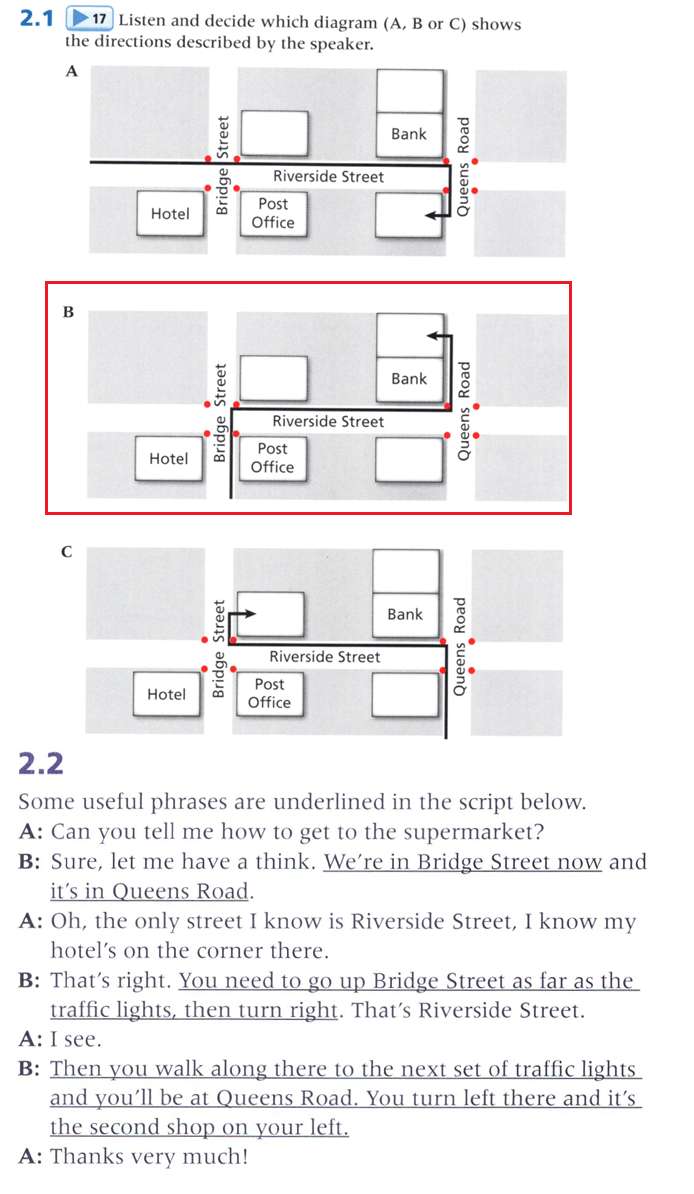 2.1 17 Listen and decide which diagram (A, B or C) shows
the directions described by the speaker.
A
Bank
Bridge Street
Riverside Street
Queens Road
Hotel
Post
Office
B
Bank
Bridge Street
Riverside Street
Queens Road
Hotel
Post
Office
C
Bank
Bridge Street
Riverside Street
Queens Road
Hotel
Post
Office
2.2
Some useful phrases are underlined in the script below.
A: Can you tell me how to get to the supermarket?
B: Sure, let me have a think. We’re in Bridge Street now and
it’s in Queens Road.
A: Oh, the only street I know is Riverside Street, I know my
hotel’s on the corner there.
B: That’s right. You need to go up Bridge Street as far as the
traffic lights, then turn right. That’s Riverside Street.
A: I see.
B: Then you walk along there to the next set of traffic lights
and you’ll be at Queens Road. You turn left there and it’s
the second shop on your left.
A: Thanks very much!